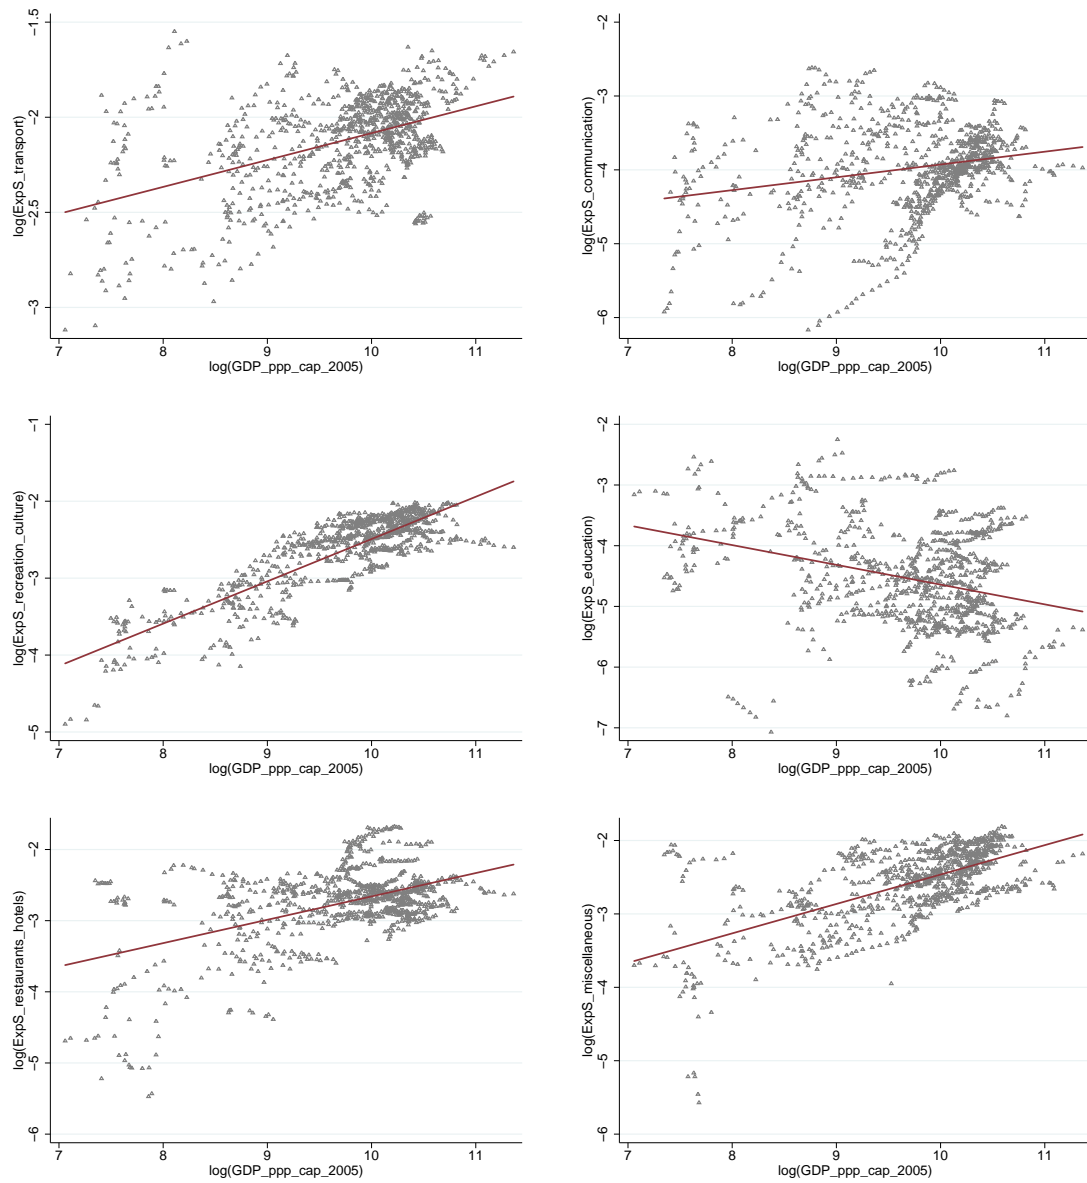 −1.5
−2
−2.5
−3
log(ExpS_transport)
7 8 9 10 11
log(GDP_ppp_cap_2005)
−2
−3
−4
−5
−6
log(ExpS_communication)
7 8 9 10 11
log(GDP_ppp_cap_2005)
−1
−2
−3
−4
−5
log(ExpS_recreation_culture)
7 8 9 10 11
log(GDP_ppp_cap_2005)
−2
−3
−4
−5
−6
−7
log(ExpS_education)
7 8 9 10 11
log(GDP_ppp_cap_2005)
−2
−3
−4
−5
−6
log(ExpS_restaurants_hotels)
7 8 9 10 11
log(GDP_ppp_cap_2005)
−2
−3
−4
−5
−6
log(ExpS_miscellaneous)
7 8 9 10 11
log(GDP_ppp_cap_2005)